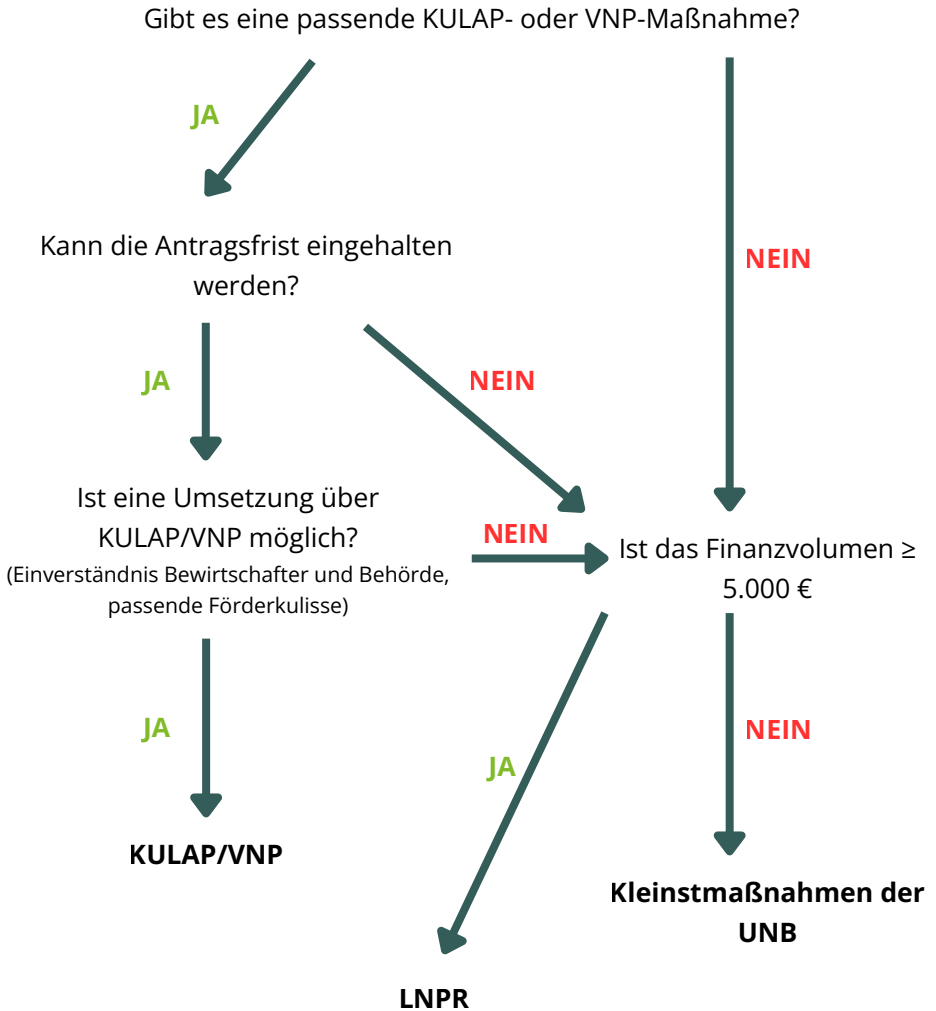 Gibt es eine passende KULAP- oder VNP-Maßnahme?
JA
NEIN
Kann die Antragsfrist eingehalten
werden?
JA
NEIN
Ist eine Umsetzung über
KULAP/VNP möglich?
(Einverständnis Bewirtschafter und Behörde,
passende Förderkulisse)
NEIN
Ist das Finanzvolumen ≥
5.000 €
JA
JA
NEIN
KULAP/VNP
Kleinstmaßnahmen der
UNB
LNPR